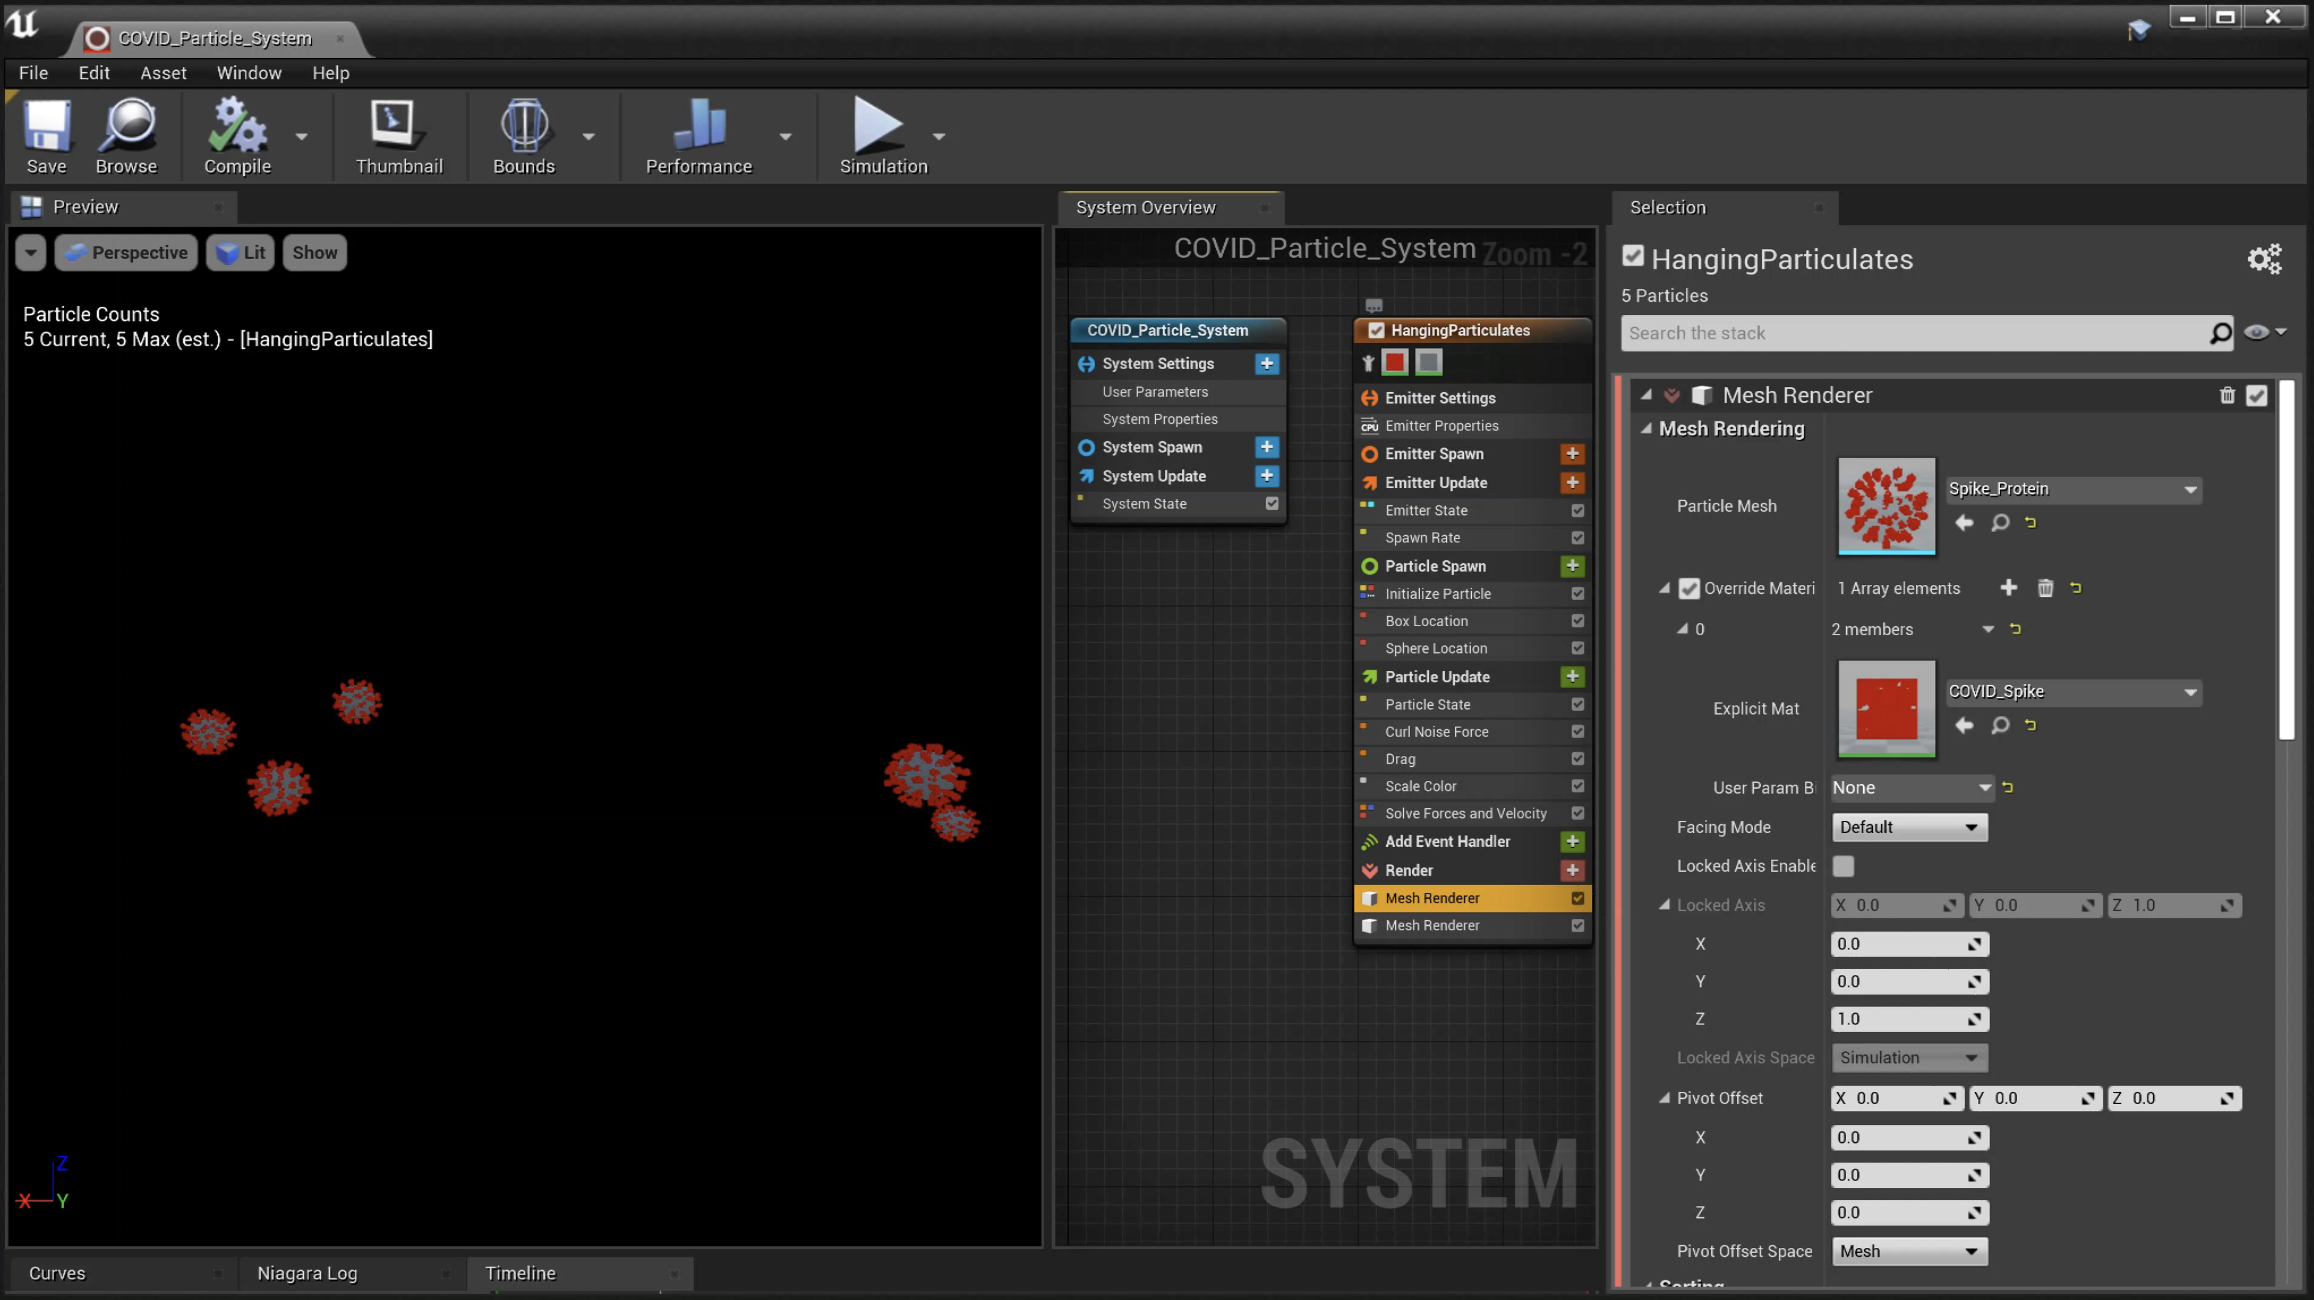 COVID_Particle_System
File Edit Asset Window Help
Save Browse Compile Thumbnail Bounds Performance Simulation
Preview
Perspective Lit Show
Particle Counts
5 Current, 5 Max (est.) - [HangingParticulates]
Z
X Y
System Overview
COVID_Particle_System Zoom -2
COVID_Particle_System
System Settings
User Parameters
System Properties
System Spawn
System Update
System State
HangingParticulates
Emitter Settings
CPU Emitter Properties
Emitter Spawn
Emitter Update
Emitter State
Spawn Rate
Particle Spawn
Initialize Particle
Box Location
Sphere Location
Particle Update
Particle State
Curl Noise Force
Drag
Scale Color
Solve Forces and Velocity
Add Event Handler
Render
Mesh Renderer
Mesh Renderer
SYSTEM
Selection
HangingParticulates
5 Particles
Search the stack
Mesh Renderer
Mesh Rendering
Particle Mesh Spike_Protein
Override Materi 1 Array elements
0 2 members
Explicit Mat COVID_Spike
User Param Bi None
Facing Mode Default
Locked Axis Enable
Locked Axis X 0.0 Y 0.0 Z 1.0
X 0.0
Y 0.0
Z 1.0
Locked Axis Space Simulation
Pivot Offset X 0.0 Y 0.0 Z 0.0
X 0.0
Y 0.0
Z 0.0
Pivot Offset Space Mesh
Sorting
Curves Niagara Log Timeline